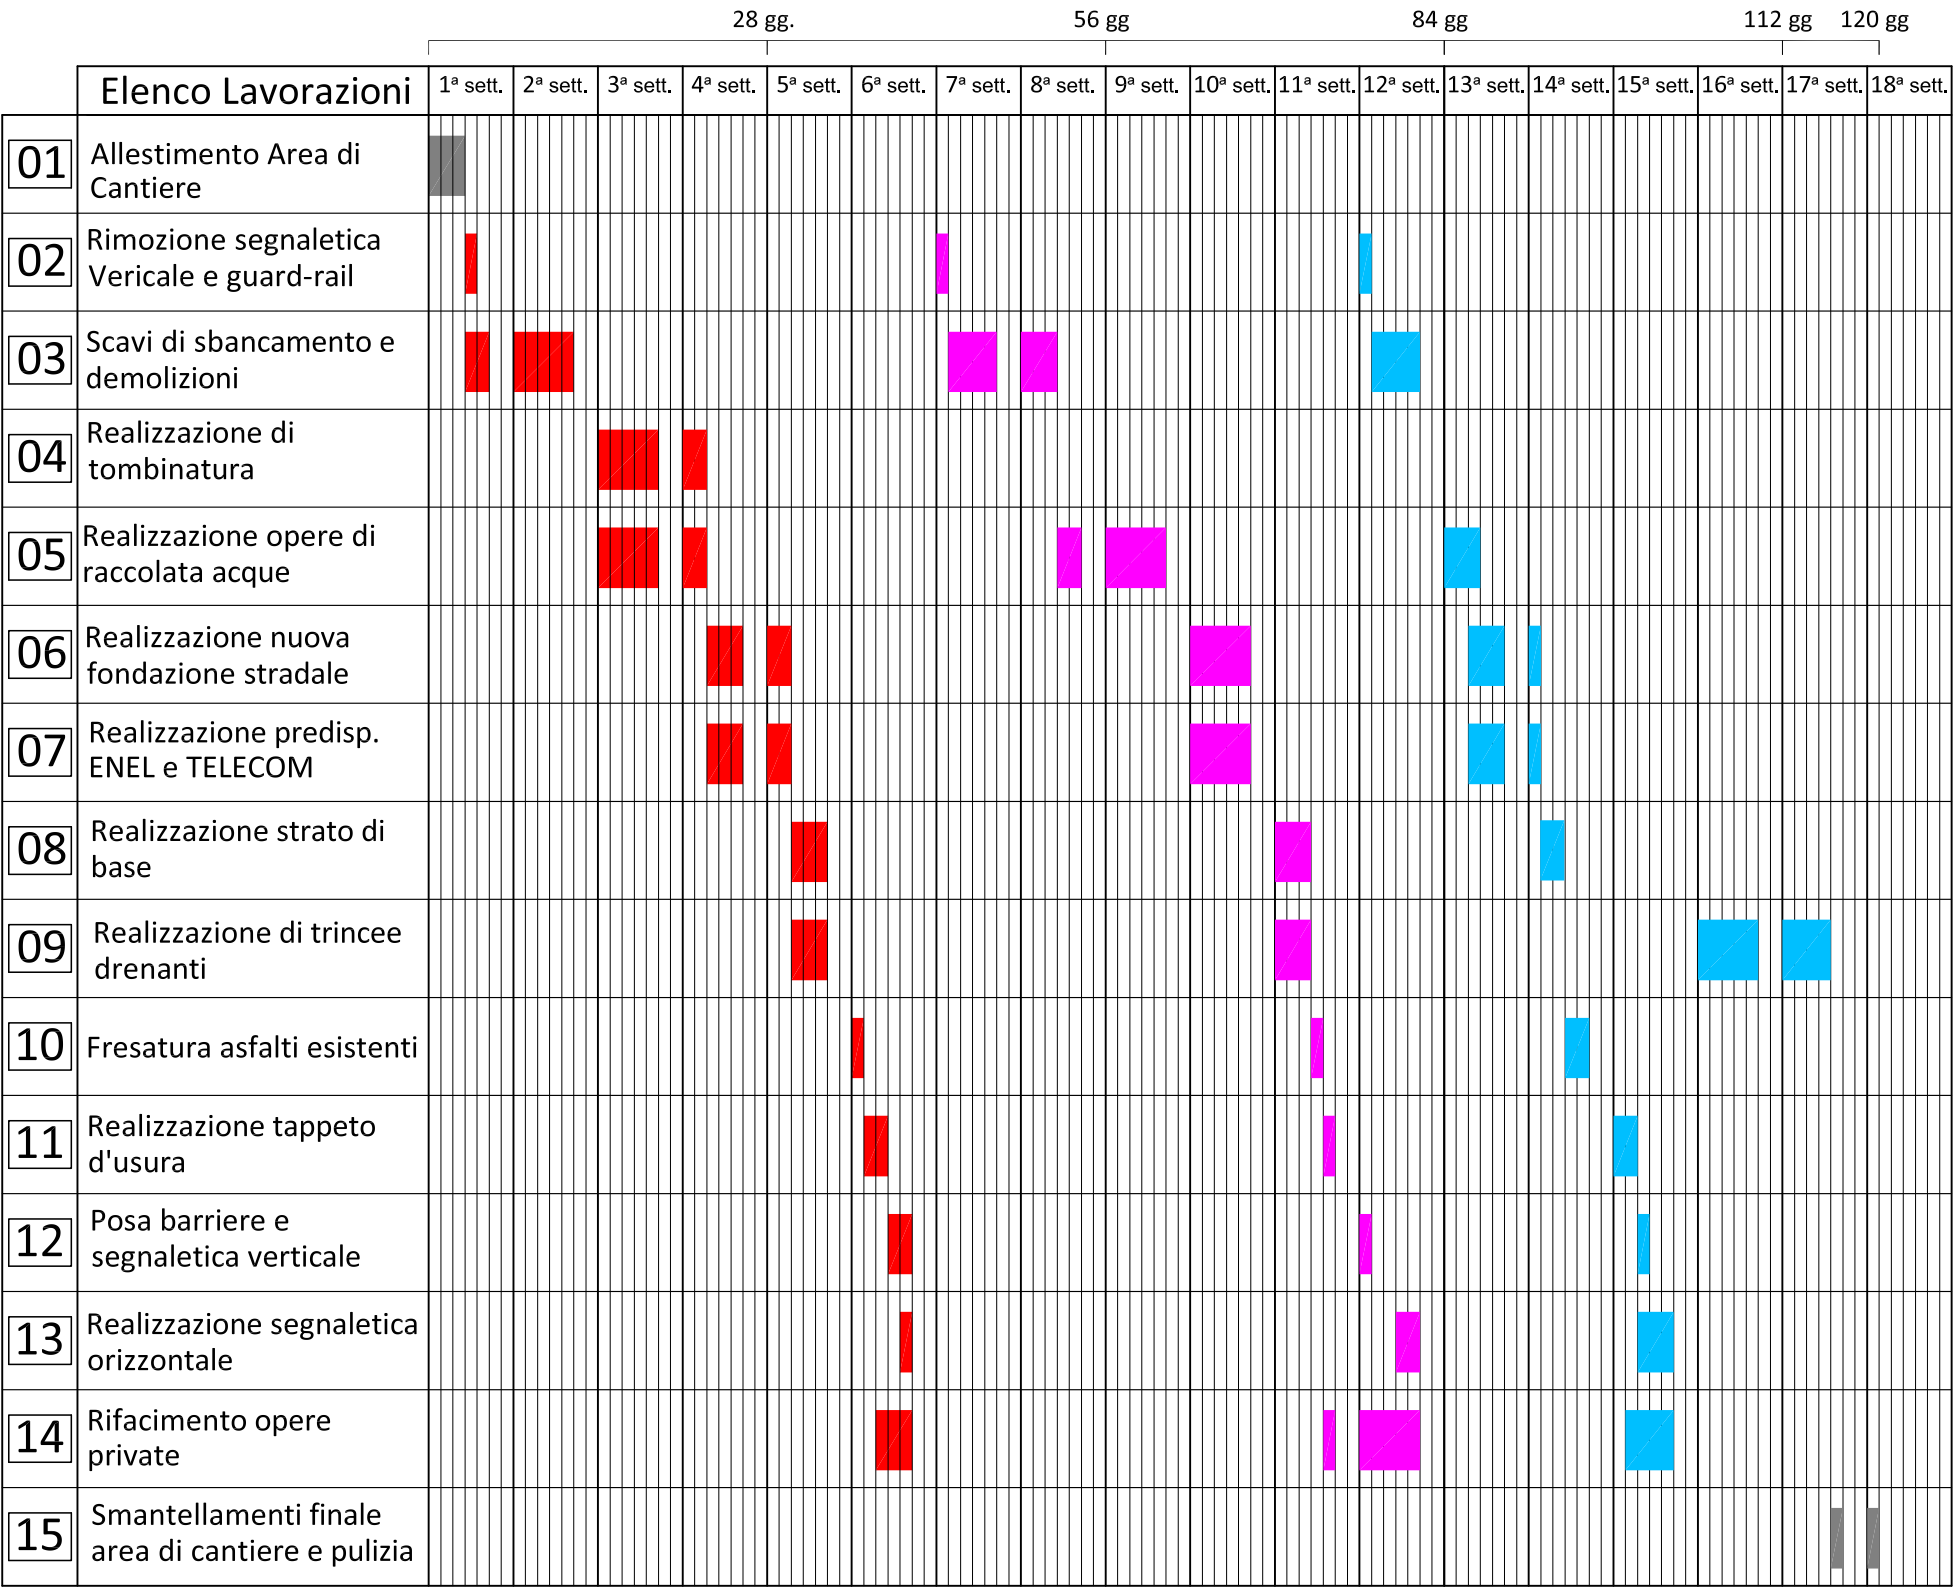 28 gg. 56 gg 84 gg 112 gg 120 gg
Elenco Lavorazioni 1ª sett. 2ª sett. 3ª sett. 4ª sett. 5ª sett. 6ª sett. 7ª sett. 8ª sett. 9ª sett. 10ª sett. 11ª sett. 12ª sett. 13ª sett. 14ª sett. 15ª sett. 16ª sett. 17ª sett. 18ª sett.
01 Allestimento Area di
Cantiere
02 Rimozione segnaletica
Vericale e guard-rail
03 Scavi di sbancamento e
demolizioni
04 Realizzazione di
tombinatura
05 Realizzazione opere di
raccolata acque
06 Realizzazione nuova
fondazione stradale
07 Realizzazione predisp.
ENEL e TELECOM
08 Realizzazione strato di
base
09 Realizzazione di trincee
drenanti
10 Fresatura asfalti esistenti
11 Realizzazione tappeto
d'usura
12 Posa barriere e
segnaletica verticale
13 Realizzazione segnaletica
orizzontale
14 Rifacimento opere
private
15 Smantellamenti finale
area di cantiere e pulizia